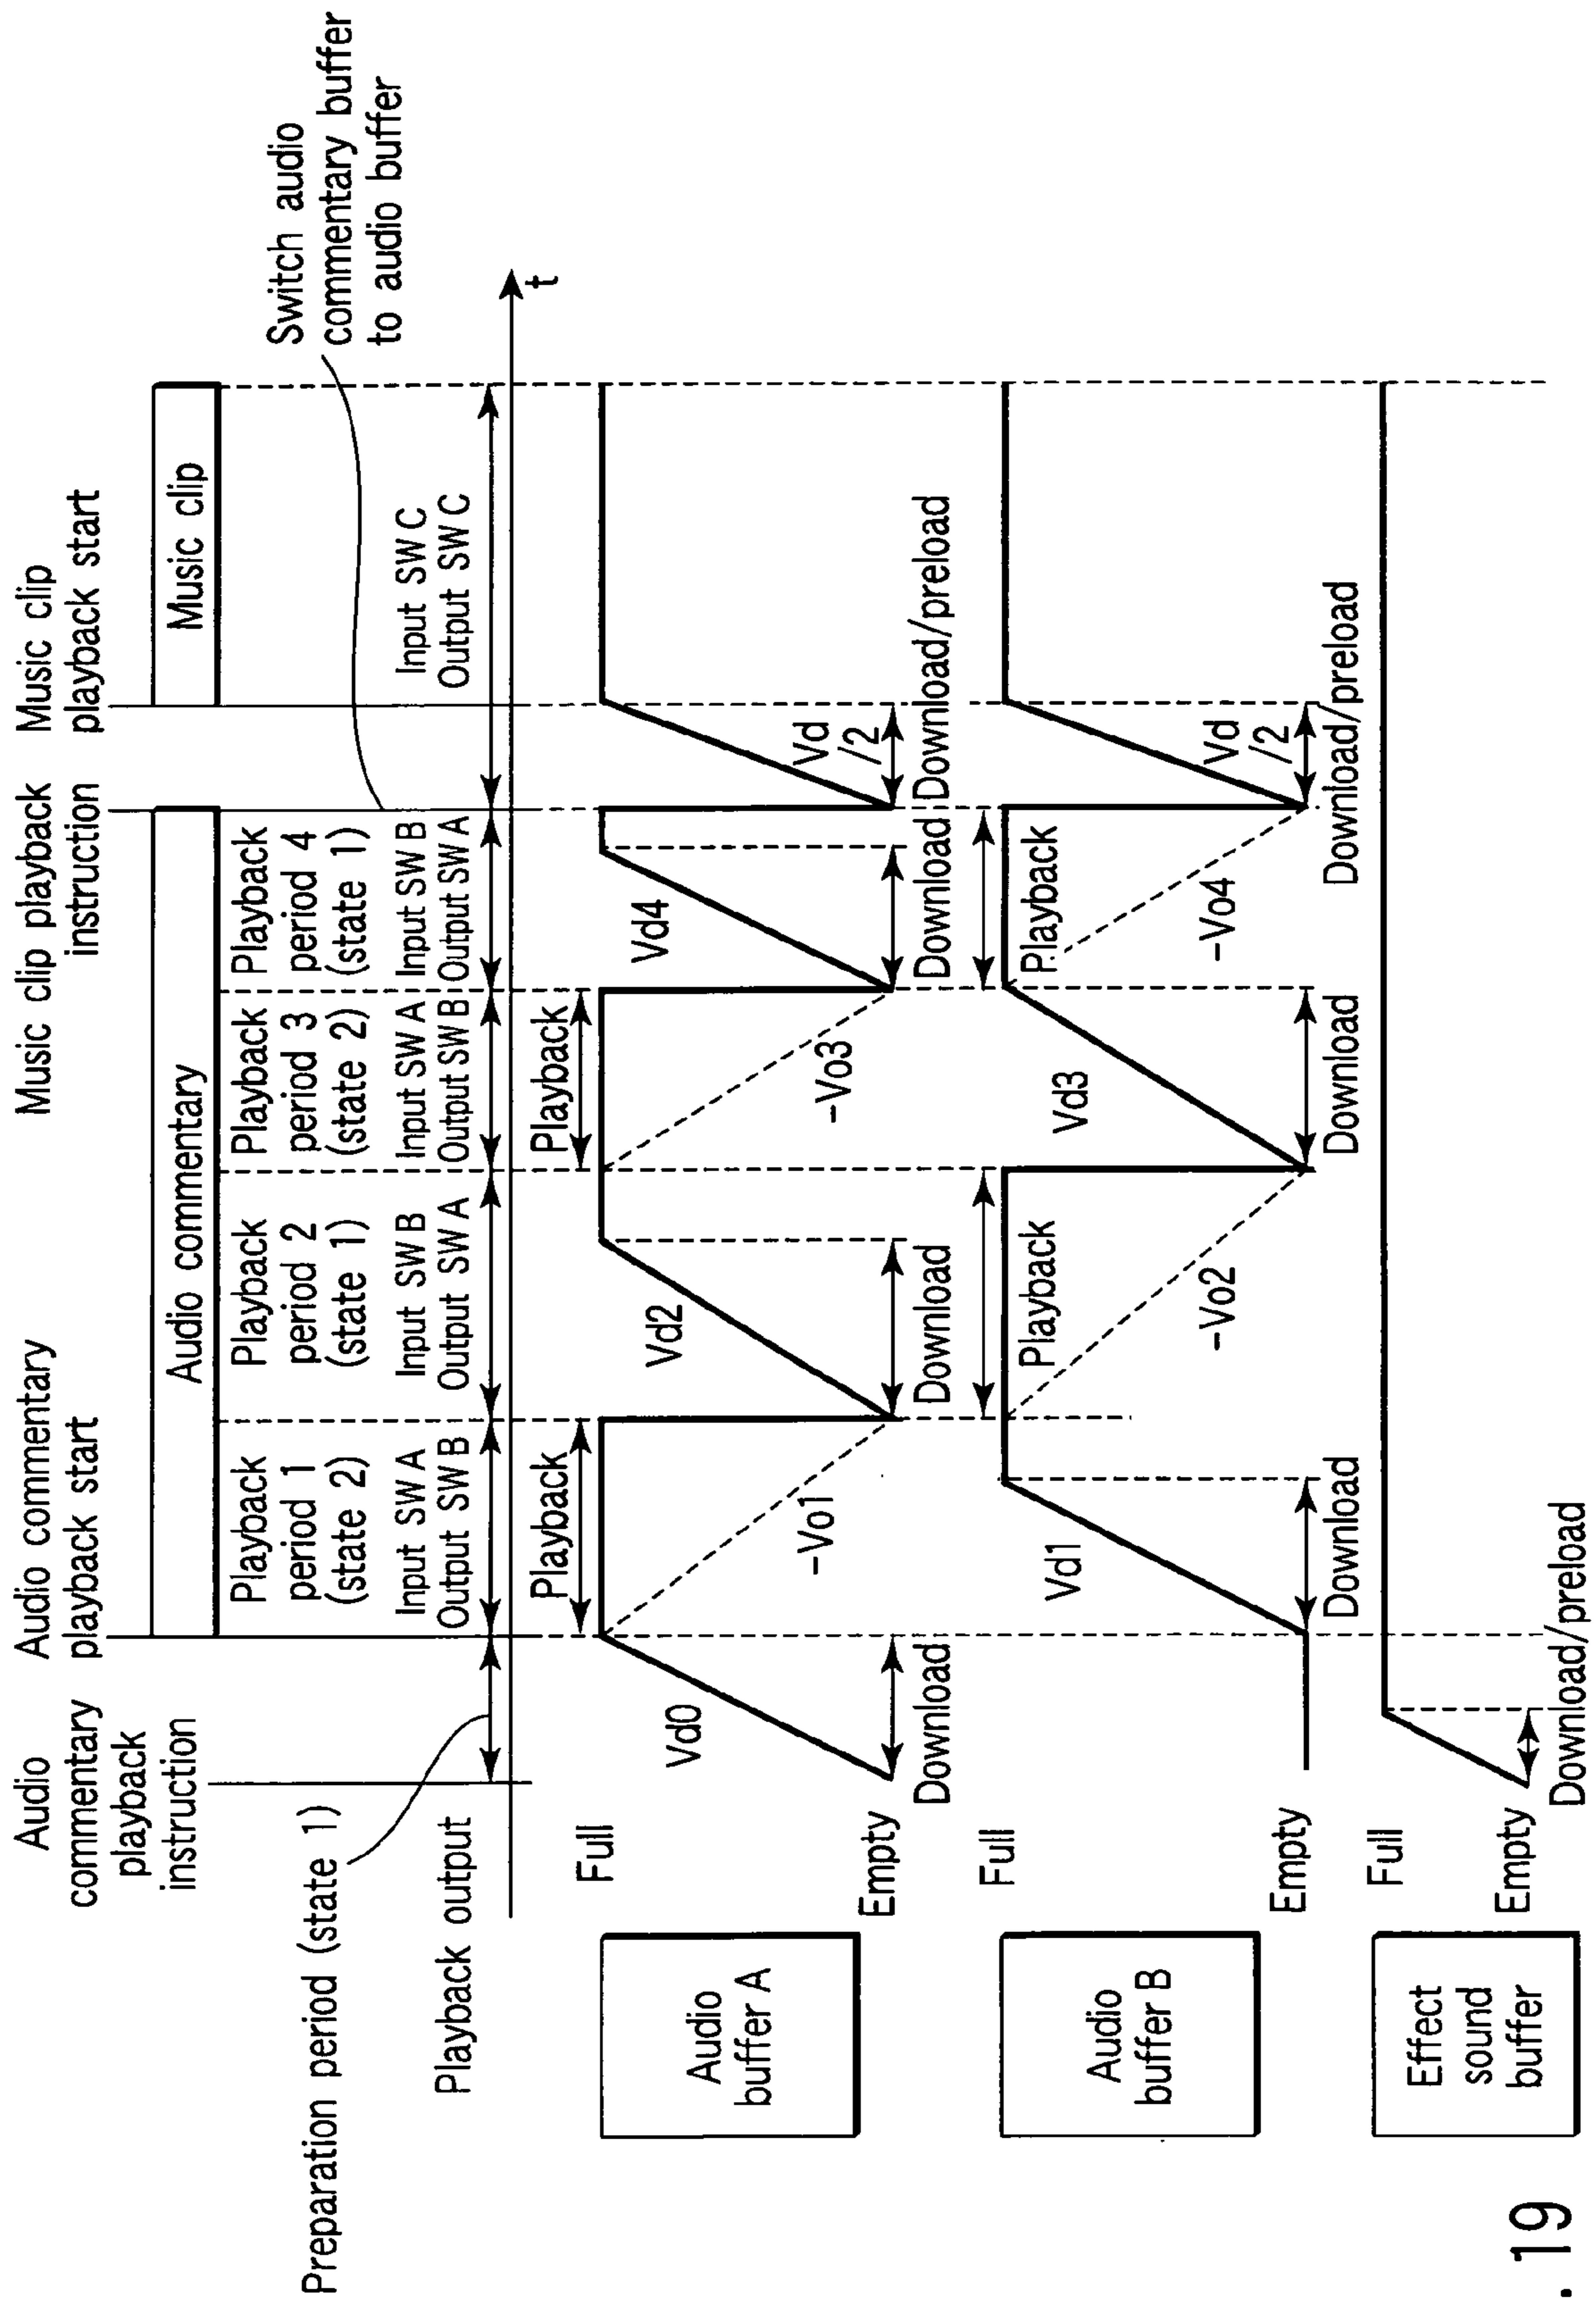 Audio
commentary
playback
instruction
Audio commentary
playback start
Music clip playback
instruction
Music clip
playback start
Audio commentary
Music clip
Switch audio
commentary buffer
to audio buffer
Preparation period (state 1)
Playback
period 1
(state 2)
Playback
period 2
(state 1)
Playback
period 3
(state 2)
Playback
period 4
(state 1)
Input SW A
Output SW B
Input SW B
Output SW A
Input SW A
Output SW B
Input SW B
Output SW A
Input SW C
Output SW C
Playback output
t
Audio
buffer A
Full
Empty
Playback
Playback
Vd0
-Vo1
Vd2
-Vo3
Vd4
Vd
/2
Download
Download
Download
Download/preload
Audio
buffer B
Full
Empty
Playback
Playback
Vd1
-Vo2
Vd3
-Vo4
Vd
/2
Download
Download
Download/preload
Effect
sound
buffer
Full
Empty
Download/preload
. 19